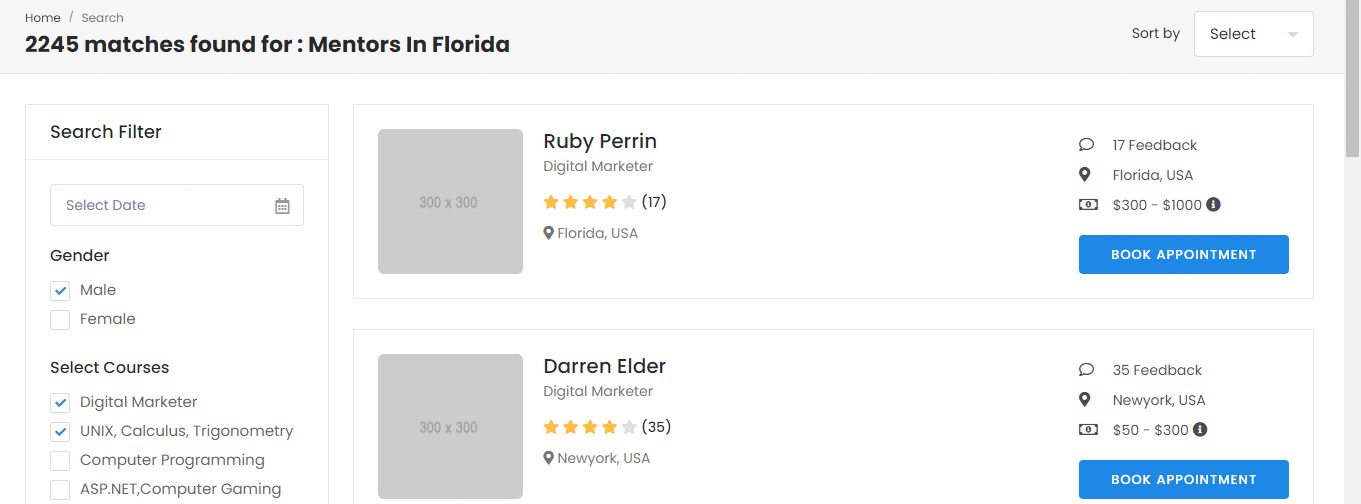 Home / Search
2245 matches found for : Mentors In Florida
Sort by
Select
Search Filter
Select Date
Gender
Male
Female
Select Courses
Digital Marketer
UNIX, Calculus, Trigonometry
Computer Programming
ASP.NET,Computer Gaming
300 x 300
Ruby Perrin
Digital Marketer
(17)
Florida, USA
17 Feedback
Florida, USA
$300 - $1000
BOOK APPOINTMENT
300 x 300
Darren Elder
Digital Marketer
(35)
Newyork, USA
35 Feedback
Newyork, USA
$50 - $300
BOOK APPOINTMENT